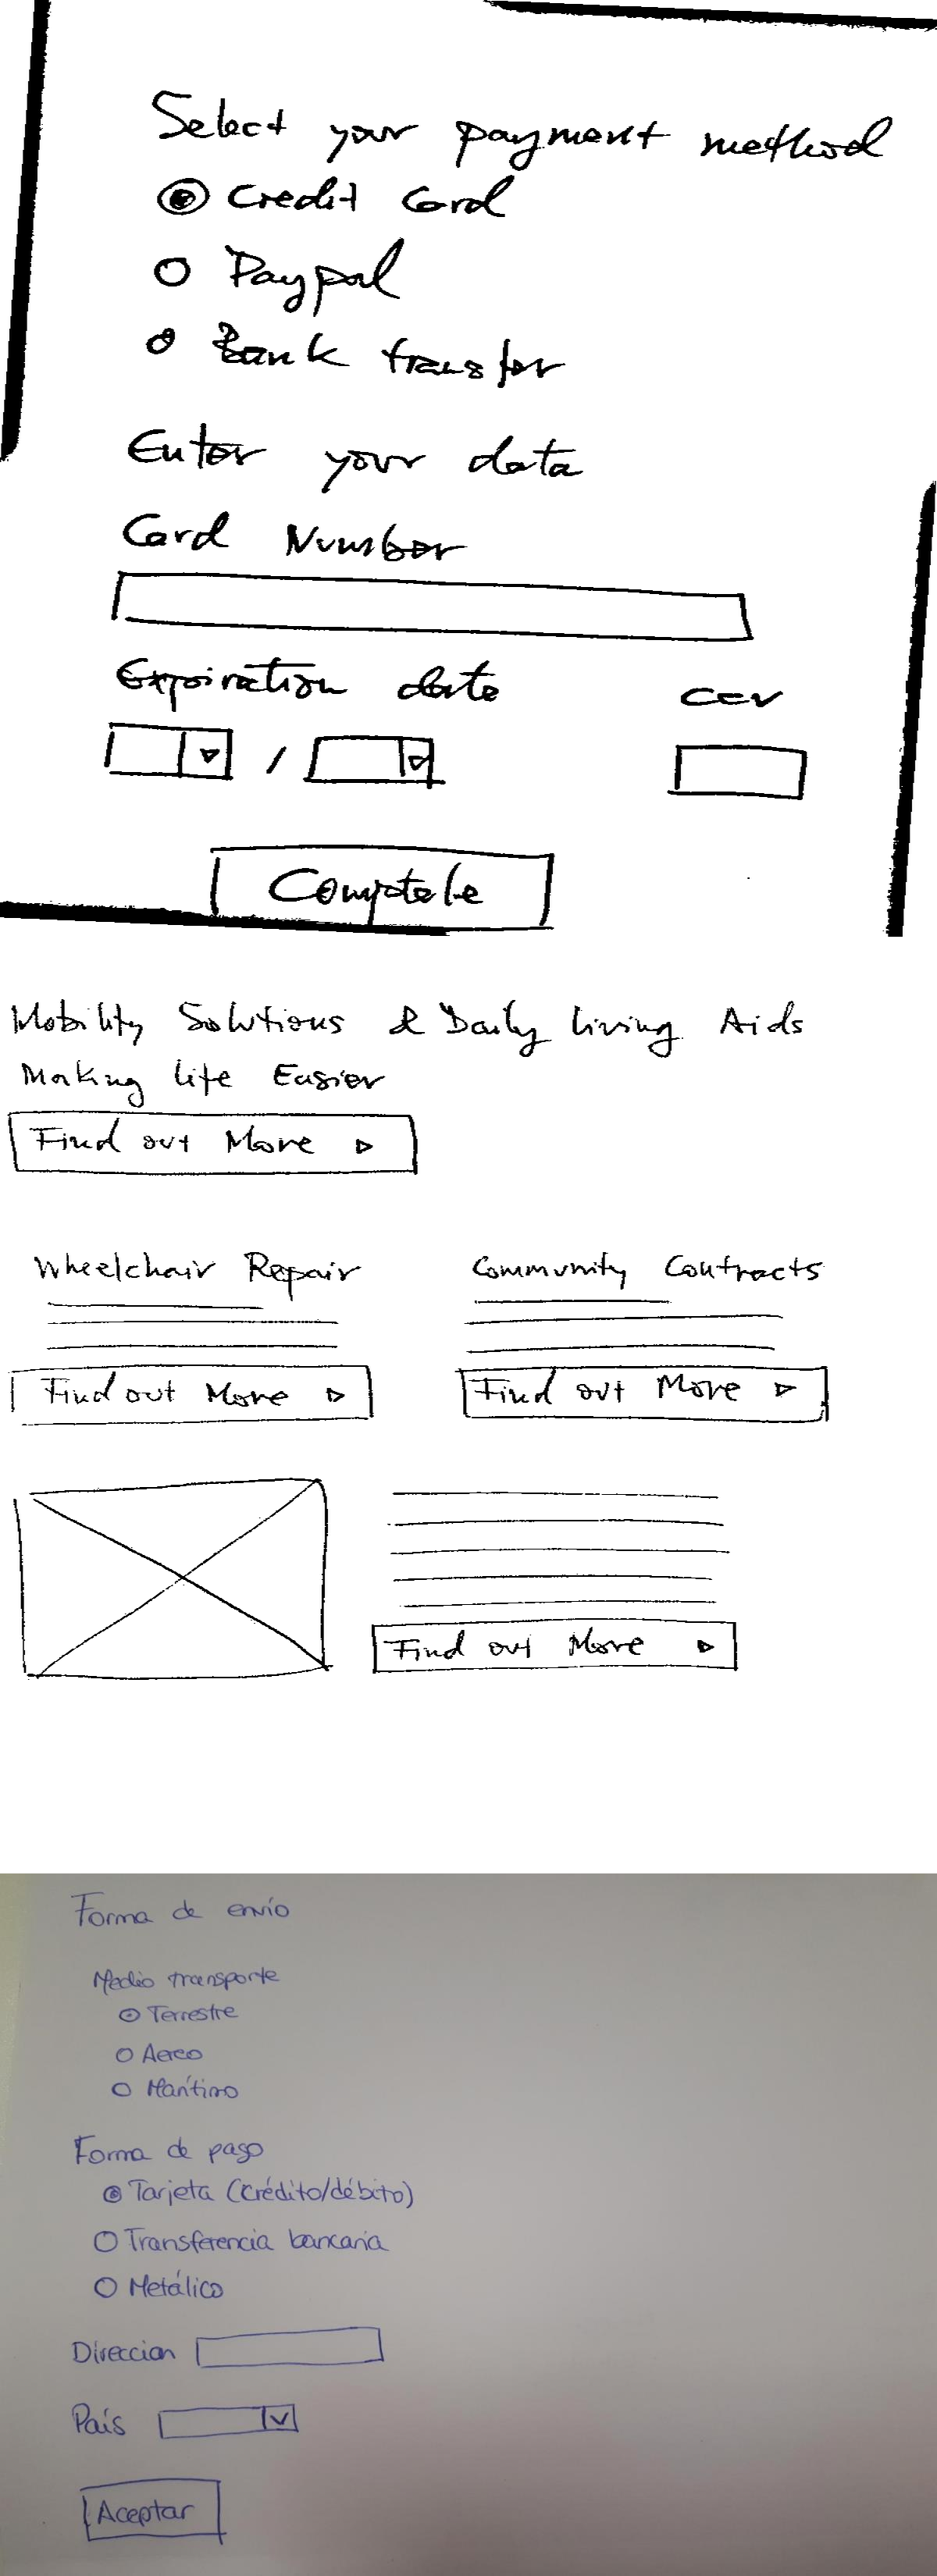 Select your payment method
Credit Card
Paypal
Bank transfer
Enter your data
Card Number
Expiration date CCV
/
Complete
Mobility Solutions & Daily living Aids
Making life Easier
Find out More
Wheelchair Repair Community Contracts
Find out More Find out More
Find out More
Forma de envío
Medio transporte
Terrestre
Aereo
Marítimo
Forma de pago
Tarjeta (Crédito/débito)
Transferencia bancaria
Metálico
Direccion
País
Aceptar